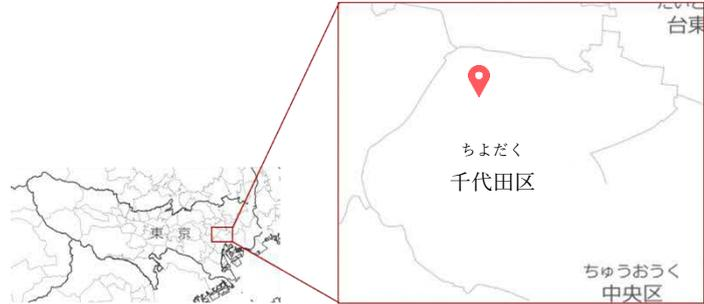 台東
ちよだく
千代田区
東京
ちゅうおうく
中央区